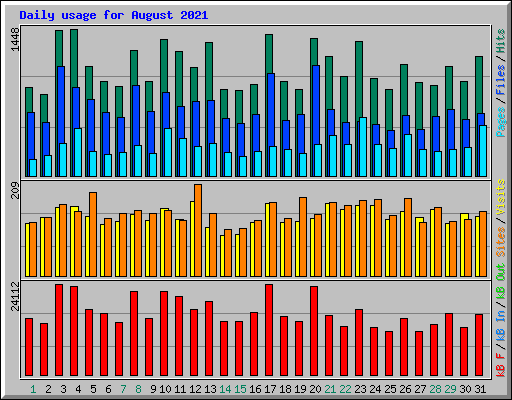 Daily usage for August 2021
1448
Pages / Files / Hits
209
Sites / Visits
24112
kB F / kB In / kB Out
1 2 3 4 5 6 7 8 9 10 11 12 13 14 15 16 17 18 19 20 21 22 23 24 25 26 27 28 29 30 31